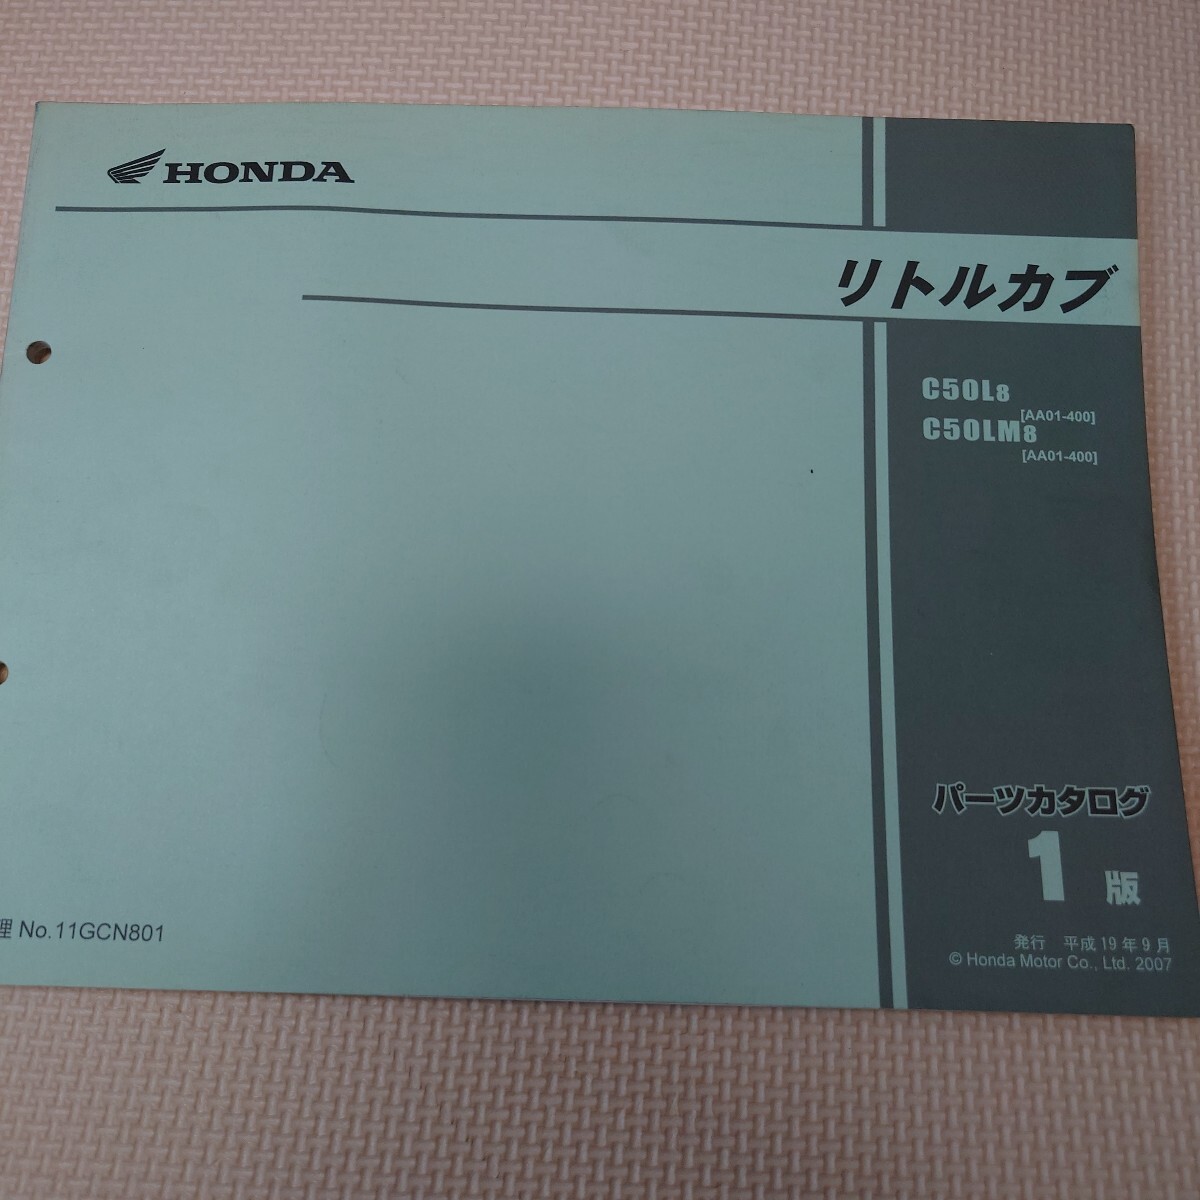 HONDA
リトルカブ
C50L8
[AA01-400]
C50LM8
[AA01-400]
パーツカタログ
1 版
理 No.11GCN801
発行 平成19年9月
© Honda Motor Co., Ltd. 2007